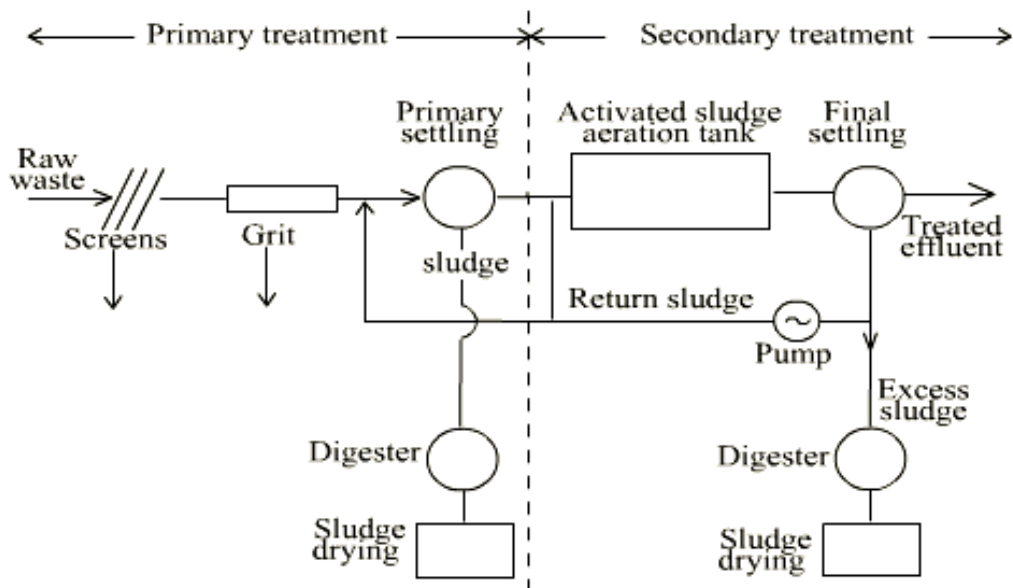 Primary treatment
Secondary treatment
Primary
settling
Activated sludge
aeration tank
Final
settling
Raw
waste
Screens
Grit
sludge
Treated
effluent
Return sludge
Pump
Excess
sludge
Digester
Digester
Sludge
drying
Sludge
drying